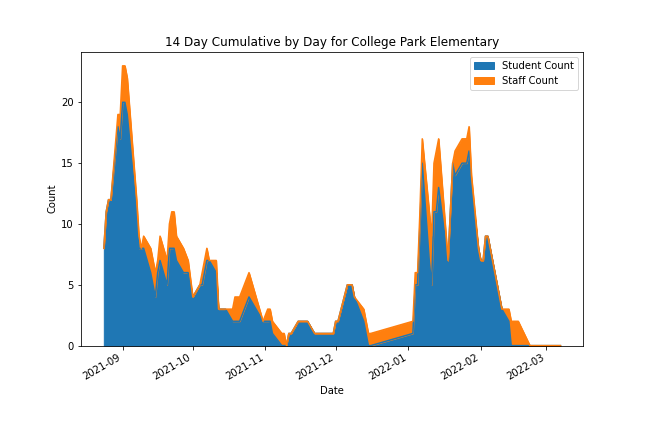 14 Day Cumulative by Day for College Park Elementary
Student Count
Staff Count
20
15
10
5
0
Count
2021-09
2021-10
2021-11
2021-12
2022-01
2022-02
2022-03
Date